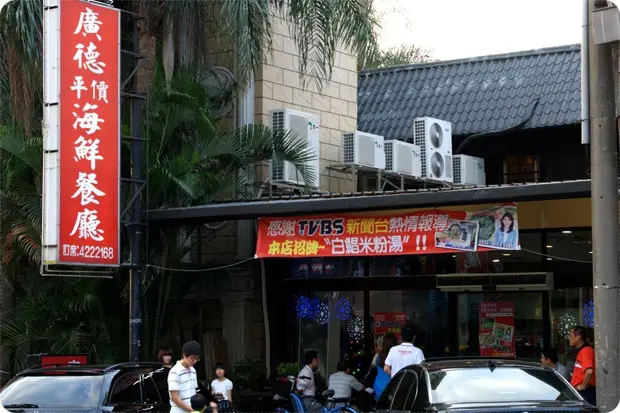 廣德
平價
海鮮餐廳
訂席:4222168
感謝TVBS新聞台熱情報導
本店招牌~"白鯧米粉湯"!!